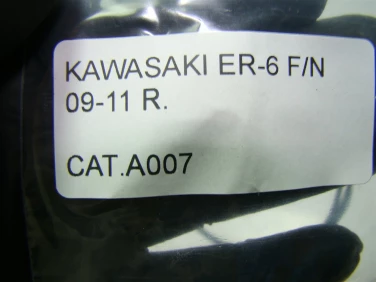 KAWASAKI ER-6 F/N
09-11 R.
CAT.A007